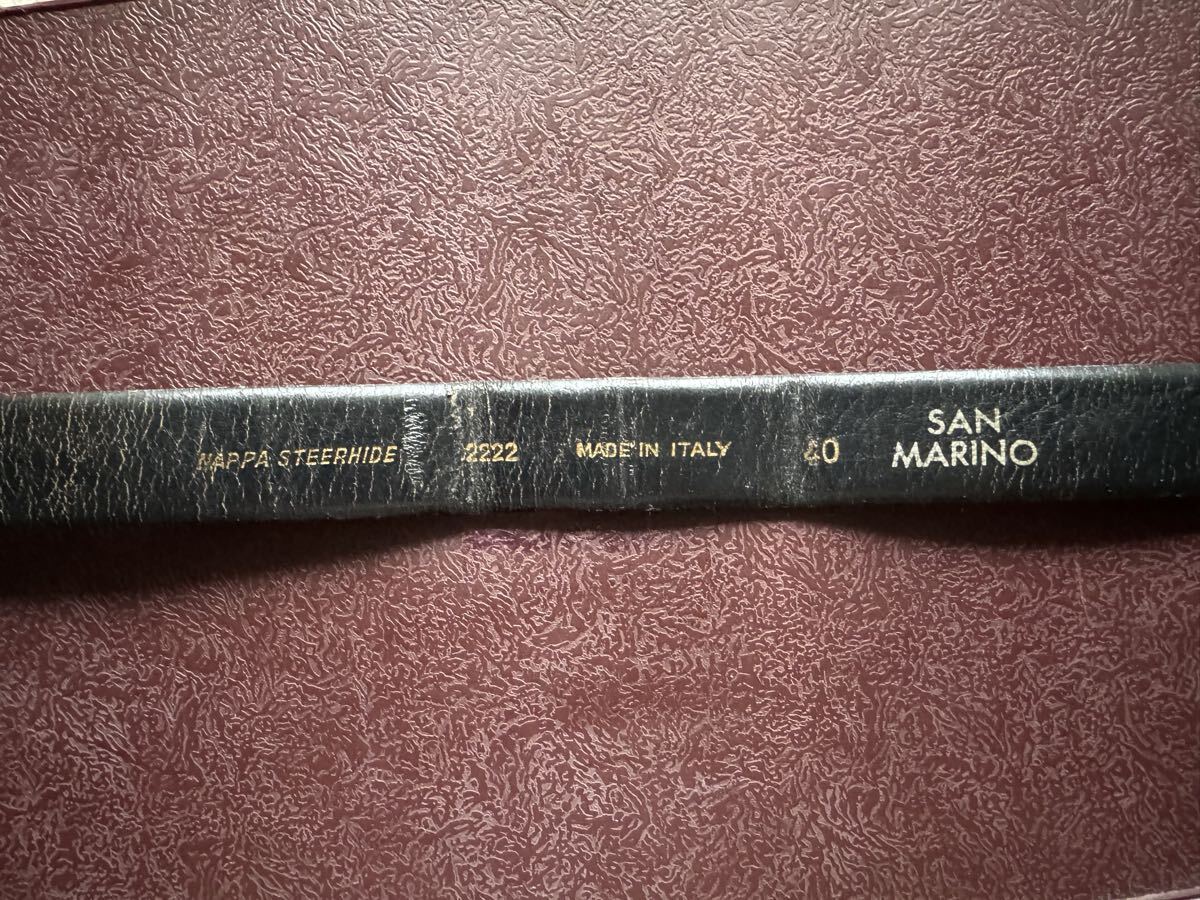 NAPPA STEERHIDE 2222 MADE IN ITALY 40 SAN
MARINO